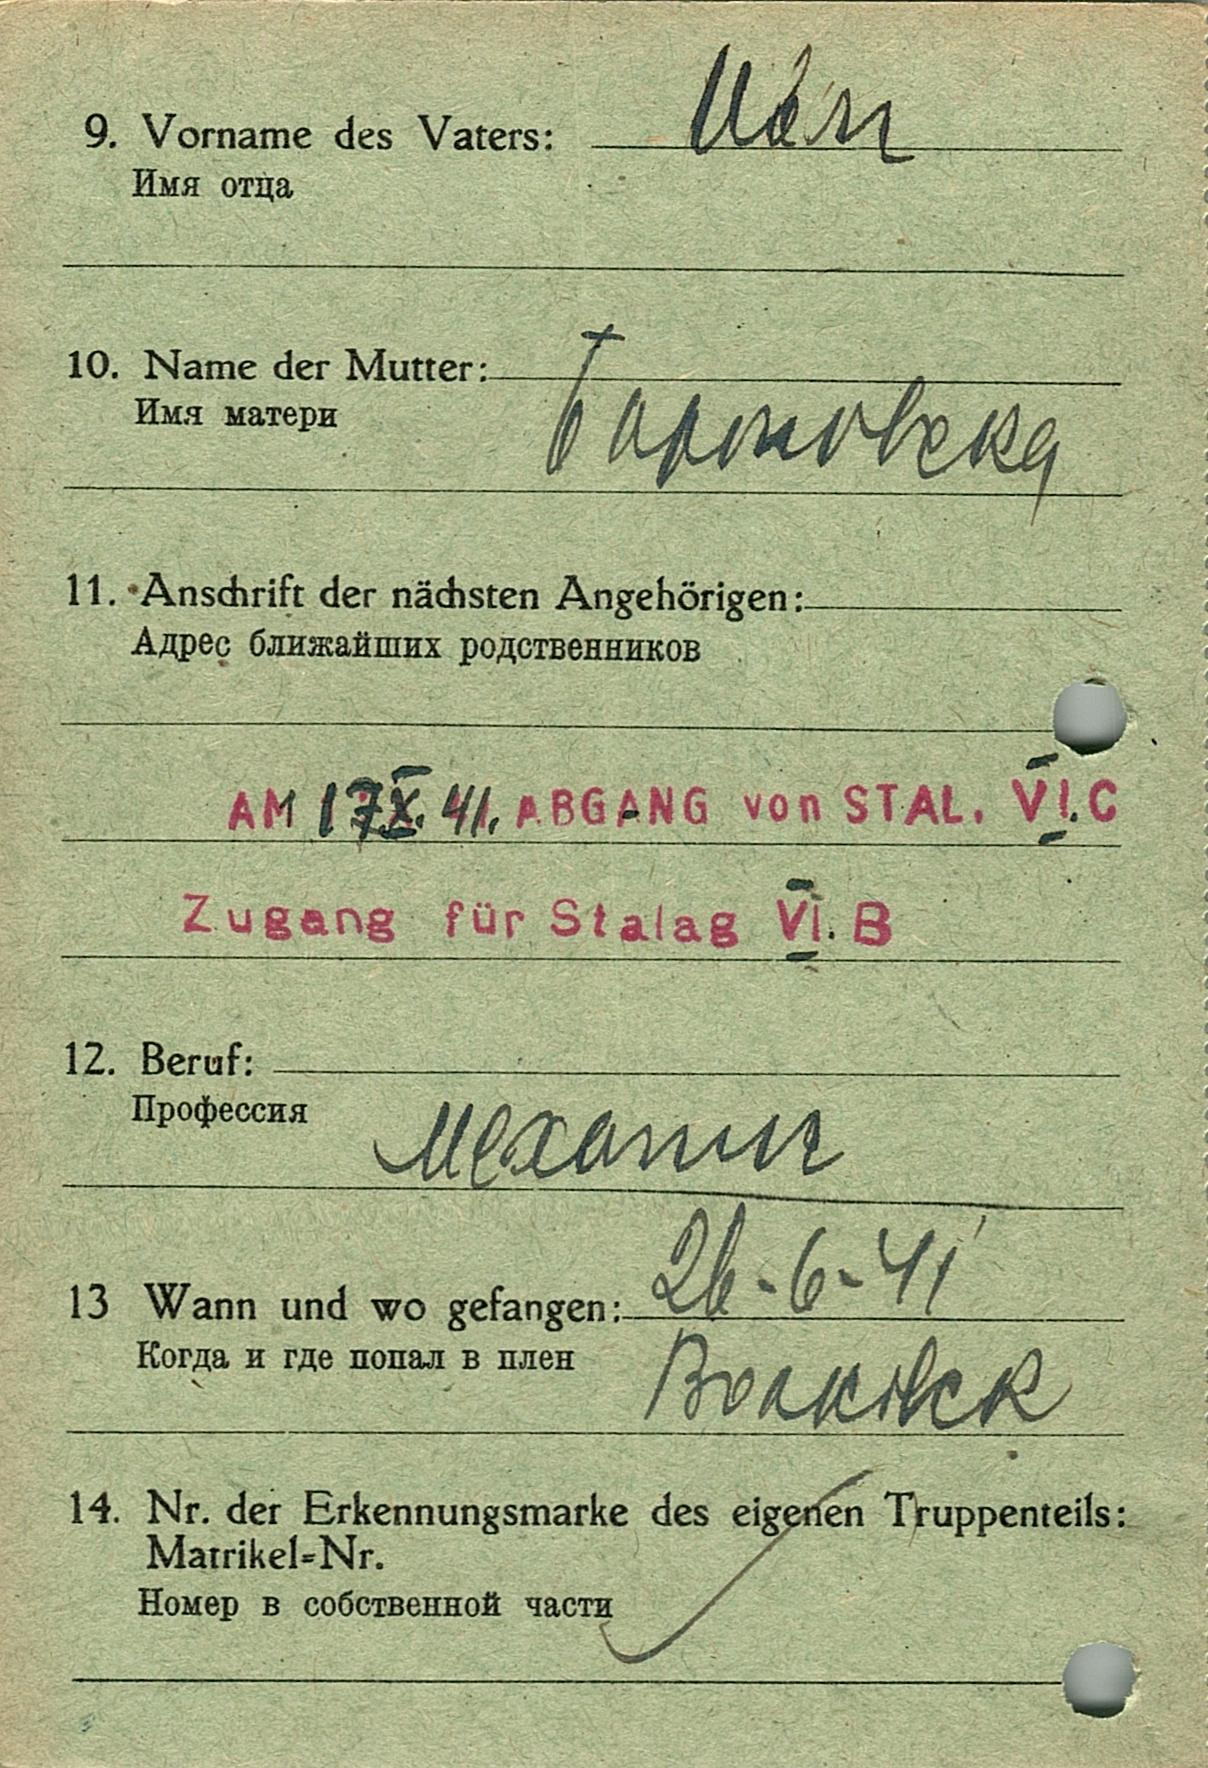 9. Vorname des Vaters:
Имя отца
10. Name der Mutter:
Имя матери
11. Anschrift der nächsten Angehörigen:
Адрес ближайших родственников
AM 17 X. 41. ABGANG von STAL. VI.C
Zugang für Stalag VI.B
12. Beruf:
Профессия
Механик
13 Wann und wo gefangen: 26-6-41
Когда и где попал в плен
14. Nr. der Erkennungsmarke des eigenen Truppenteils:
Matrikel=Nr.
Номер в собственной части